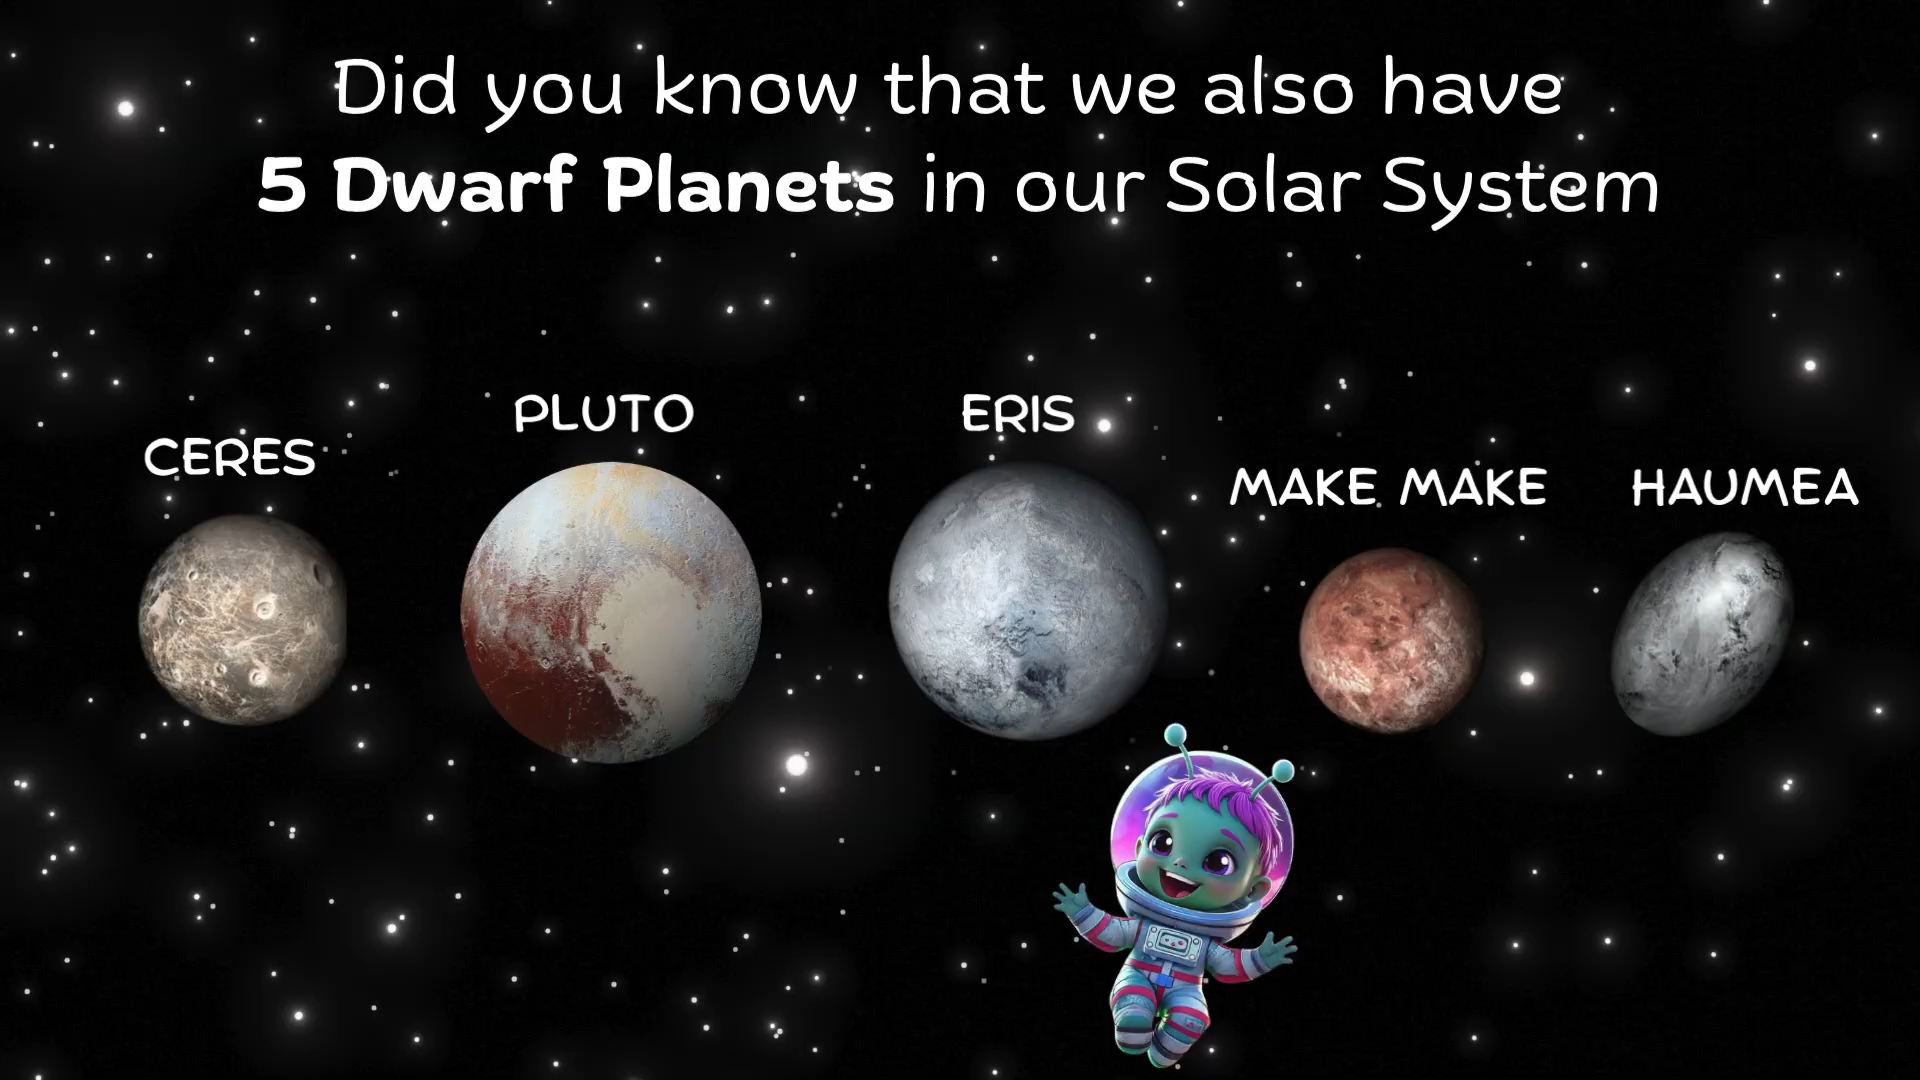 Did you know that we also have
5 Dwarf Planets in our Solar System
CERES
PLUTO
ERIS
MAKE MAKE
HAUMEA